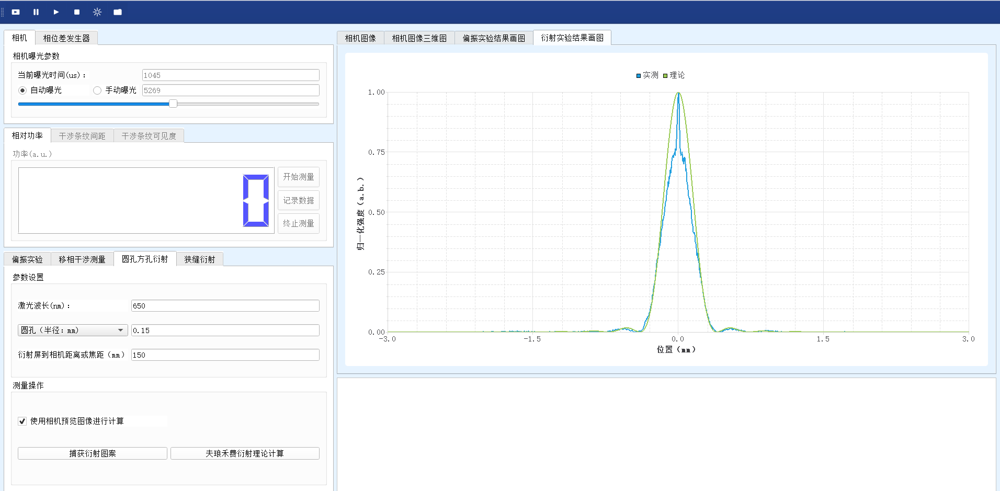 相机 相位差发生器
相机曝光参数
当前曝光时间(us)： 1045
自动曝光 手动曝光 5269
相对功率 干涉条纹间距 干涉条纹可见度
功率(a.u.)
0
开始测量
记录数据
终止测量
偏振实验 移相干涉测量 圆孔方孔衍射 狭缝衍射
参数设置
激光波长(nm)： 650
圆孔（半径：mm） 0.15
衍射屏到相机距离或焦距（mm） 150
测量操作
使用相机预览图像进行计算
捕获衍射图案 夫琅禾费衍射理论计算
相机图像 相机图像三维图 偏振实验结果画图 衍射实验结果画图
实测 理论
1.00
0.75
0.50
0.25
0.00
归一化强度（a.b.）
-3.0 -1.5 0.0 1.5 3.0
位置（mm）